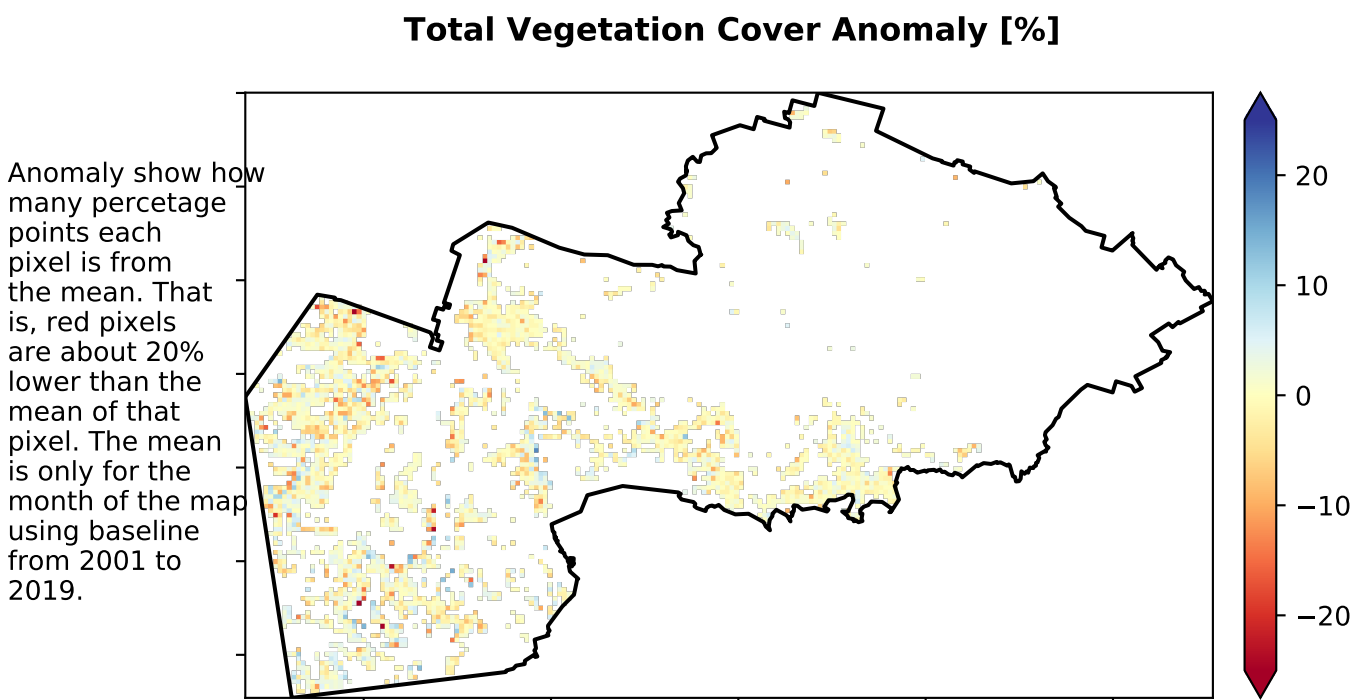 Total Vegetation Cover Anomaly [%]
Anomaly show how
many percetage
points each
pixel is from
the mean. That
is, red pixels
are about 20%
lower than the
mean of that
pixel. The mean
is only for the
month of the map
using baseline
from 2001 to
2019.
20
10
0
−10
−20